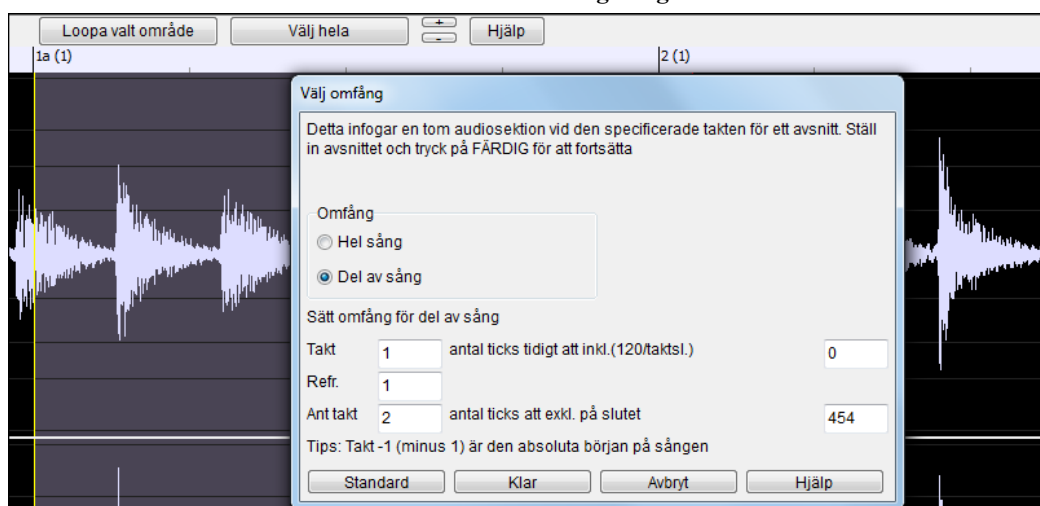 Loopa valt område Välj hela + - Hjälp
1a (1) 2 (1)
Välj omfång
Detta infogar en tom audiosektion vid den specificerade takten för ett avsnitt. Ställ
in avsnittet och tryck på FÄRDIG för att fortsätta
Omfång
Hel sång
Del av sång
Sätt omfång för del av sång
Takt 1 antal ticks tidigt att inkl.(120/taktsl.) 0
Refr. 1
Ant takt 2 antal ticks att exkl. på slutet 454
Tips: Takt -1 (minus 1) är den absoluta början på sången
Standard Klar Avbryt Hjälp